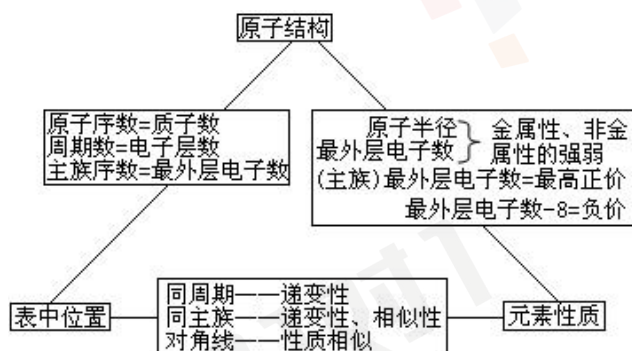 原子结构
原子序数=质子数
周期数=电子层数
主族序数=最外层电子数
原子半径
最外层电子数
金属性、非金
属性的强弱
(主族)最外层电子数=最高正价
最外层电子数-8=负价
表中位置
同周期——递变性
同主族——递变性、相似性
对角线——性质相似
元素性质